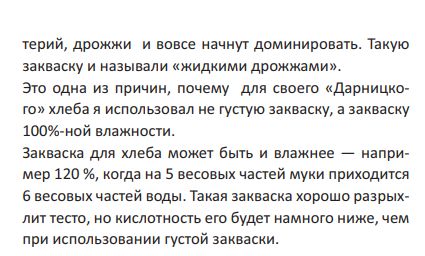 терий, дрожжи  и вовсе начнут доминировать. Такую
закваску и называли «жидкими дрожжами».
Это одна из причин, почему  для своего «Дарницко-
го» хлеба я использовал не густую закваску, а закваску
100%-ной влажности.
Закваска для хлеба может быть и влажнее — напри-
мер 120 %, когда на 5 весовых частей муки приходится
6 весовых частей воды. Такая закваска хорошо разрых-
лит тесто, но кислотность его будет намного ниже, чем
при использовании густой закваски.